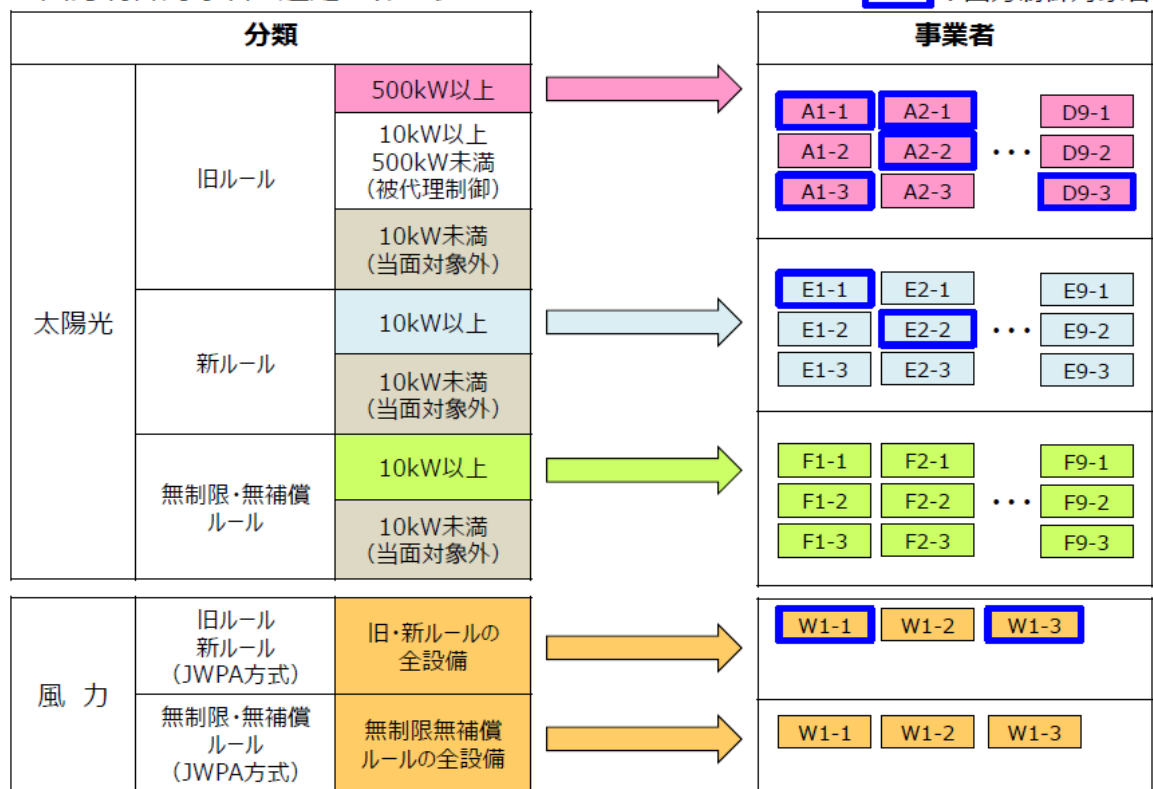 ：出力制御対象者
分類
事業者
太陽光
旧ルール
500kW以上
10kW以上
500kW未満
（被代理制御）
10kW未満
（当面対象外）
A1-1 A2-1 D9-1
A1-2 A2-2 ・・・ D9-2
A1-3 A2-3 D9-3
新ルール
10kW以上
10kW未満
（当面対象外）
E1-1 E2-1 E9-1
E1-2 E2-2 ・・・ E9-2
E1-3 E2-3 E9-3
無制限・無補償
ルール
10kW以上
10kW未満
（当面対象外）
F1-1 F2-1 F9-1
F1-2 F2-2 ・・・ F9-2
F1-3 F2-3 F9-3
風 力
旧ルール
新ルール
（JWPA方式）
旧・新ルールの
全設備
W1-1 W1-2 W1-3
無制限・無補償
ルール
（JWPA方式）
無制限無補償
ルールの全設備
W1-1 W1-2 W1-3